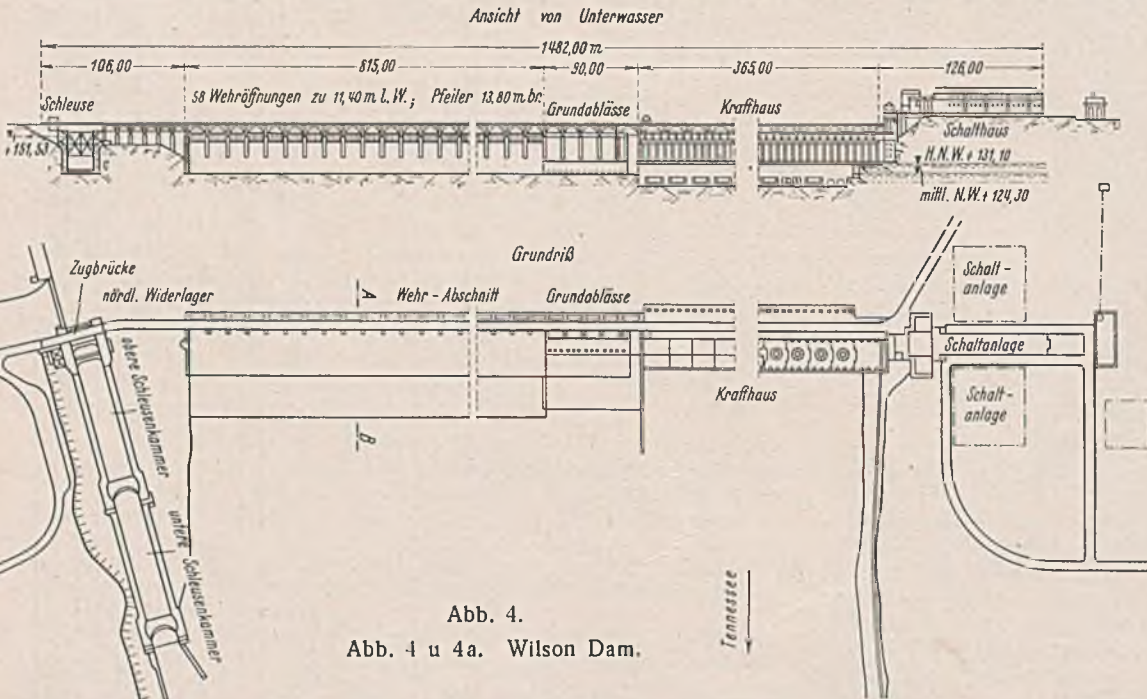 Ansicht von Unterwasser
1482,00 m
106,00 815,00 90,00 365,00 126,00
Schleuse
58 Wehröffnungen zu 11,40 m l. W.; Pfeiler 13,80 m br.
Grundablässe
Krafthaus
Schalthaus
+ 151,53
H.N.W. + 131,10
mittl. N.W. + 124,30
Grundriß
Zugbrücke
nördl. Widerlager
A
Wehr - Abschnitt
Grundablässe
Schalt-
anlage
Schaltanlage
obere Schleusenkammer
Krafthaus
Schalt-
anlage
B
untere Schleusenkammer
Tennessee
Abb. 4.
Abb. 4 u 4a. Wilson Dam.